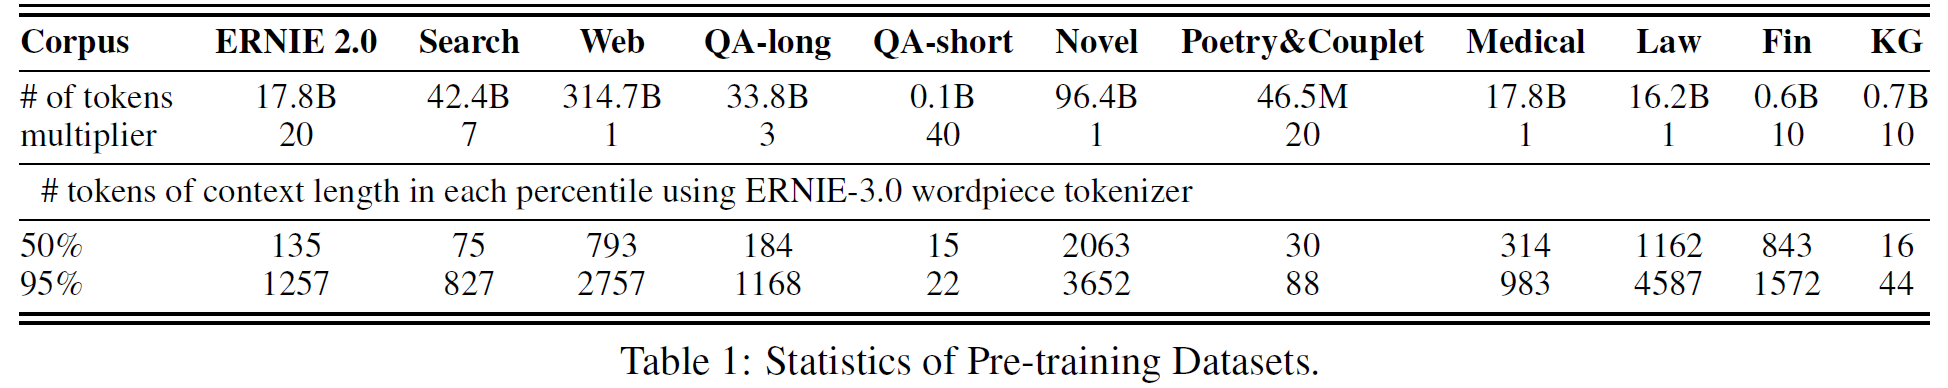 Corpus ERNIE 2.0 Search Web QA-long QA-short Novel Poetry&Couplet Medical Law Fin KG
# of tokens 17.8B 42.4B 314.7B 33.8B 0.1B 96.4B 46.5M 17.8B 16.2B 0.6B 0.7B
multiplier 20 7 1 3 40 1 20 1 1 10 10
# tokens of context length in each percentile using ERNIE-3.0 wordpiece tokenizer
50% 135 75 793 184 15 2063 30 314 1162 843 16
95% 1257 827 2757 1168 22 3652 88 983 4587 1572 44
Table 1: Statistics of Pre-training Datasets.